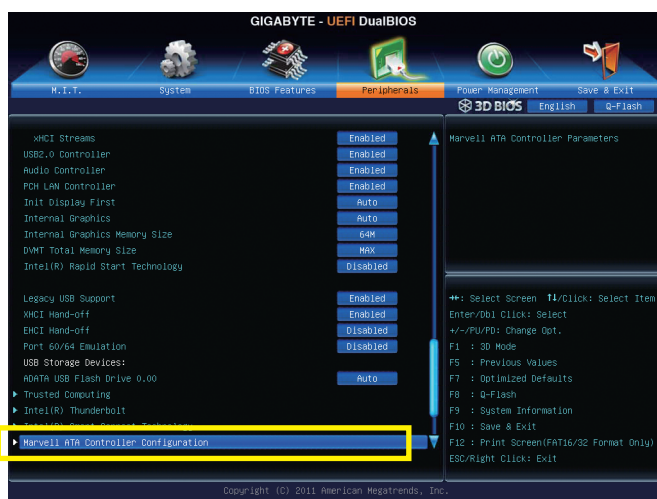 GIGABYTE - UEFI DualBIOS
M.I.T. System BIOS Features Peripherals Power Management Save & Exit
3D BIOS English Q-Flash
xHCI Streams Enabled
USB2.0 Controller Enabled
Audio Controller Enabled
PCH LAN Controller Enabled
Init Display First Auto
Internal Graphics Auto
Internal Graphics Memory Size 64M
DVMT Total Memory Size MAX
Intel(R) Rapid Start Technology Disabled
Legacy USB Support Enabled
XHCI Hand-off Enabled
EHCI Hand-off Disabled
Port 60/64 Emulation Disabled
USB Storage Devices:
ADATA USB Flash Drive 0.00 Auto
Trusted Computing
Intel(R) Thunderbolt
Intel(R) Smart Connect Technology
Marvell ATA Controller Configuration
Marvell ATA Controller Parameters
→←: Select Screen ↑↓/Click: Select Item
Enter/Dbl Click: Select
+/-/PU/PD: Change Opt.
F1 : 3D Mode
F5 : Previous Values
F7 : Optimized Defaults
F8 : Q-Flash
F9 : System Information
F10 : Save & Exit
F12 : Print Screen(FAT16/32 Format Only)
ESC/Right Click: Exit
Copyright (C) 2011 American Megatrends, Inc.